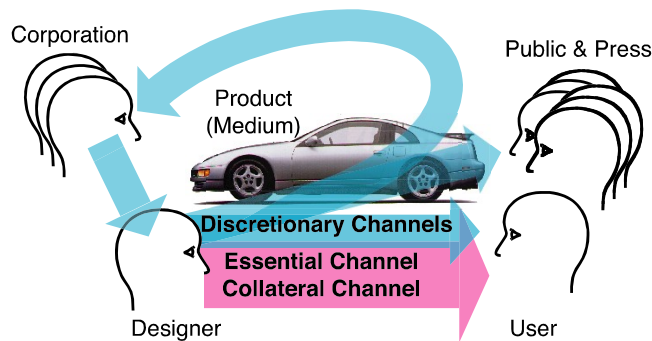 Corporation
Public & Press
Product
(Medium)
Discretionary Channels
Essential Channel
Collateral Channel
Designer
User